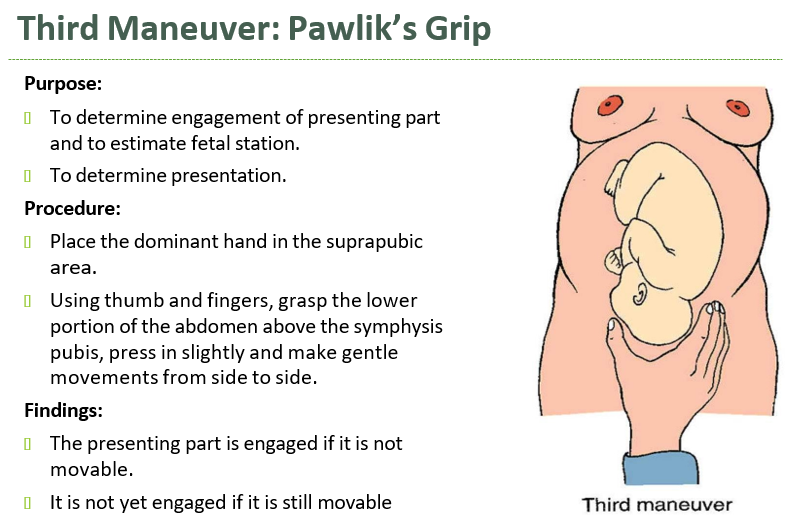 Third Maneuver: Pawlik’s Grip
Purpose:
To determine engagement of presenting part
and to estimate fetal station.
To determine presentation.
Procedure:
Place the dominant hand in the suprapubic
area.
Using thumb and fingers, grasp the lower
portion of the abdomen above the symphysis
pubis, press in slightly and make gentle
movements from side to side.
Findings:
The presenting part is engaged if it is not
movable.
It is not yet engaged if it is still movable
Third maneuver